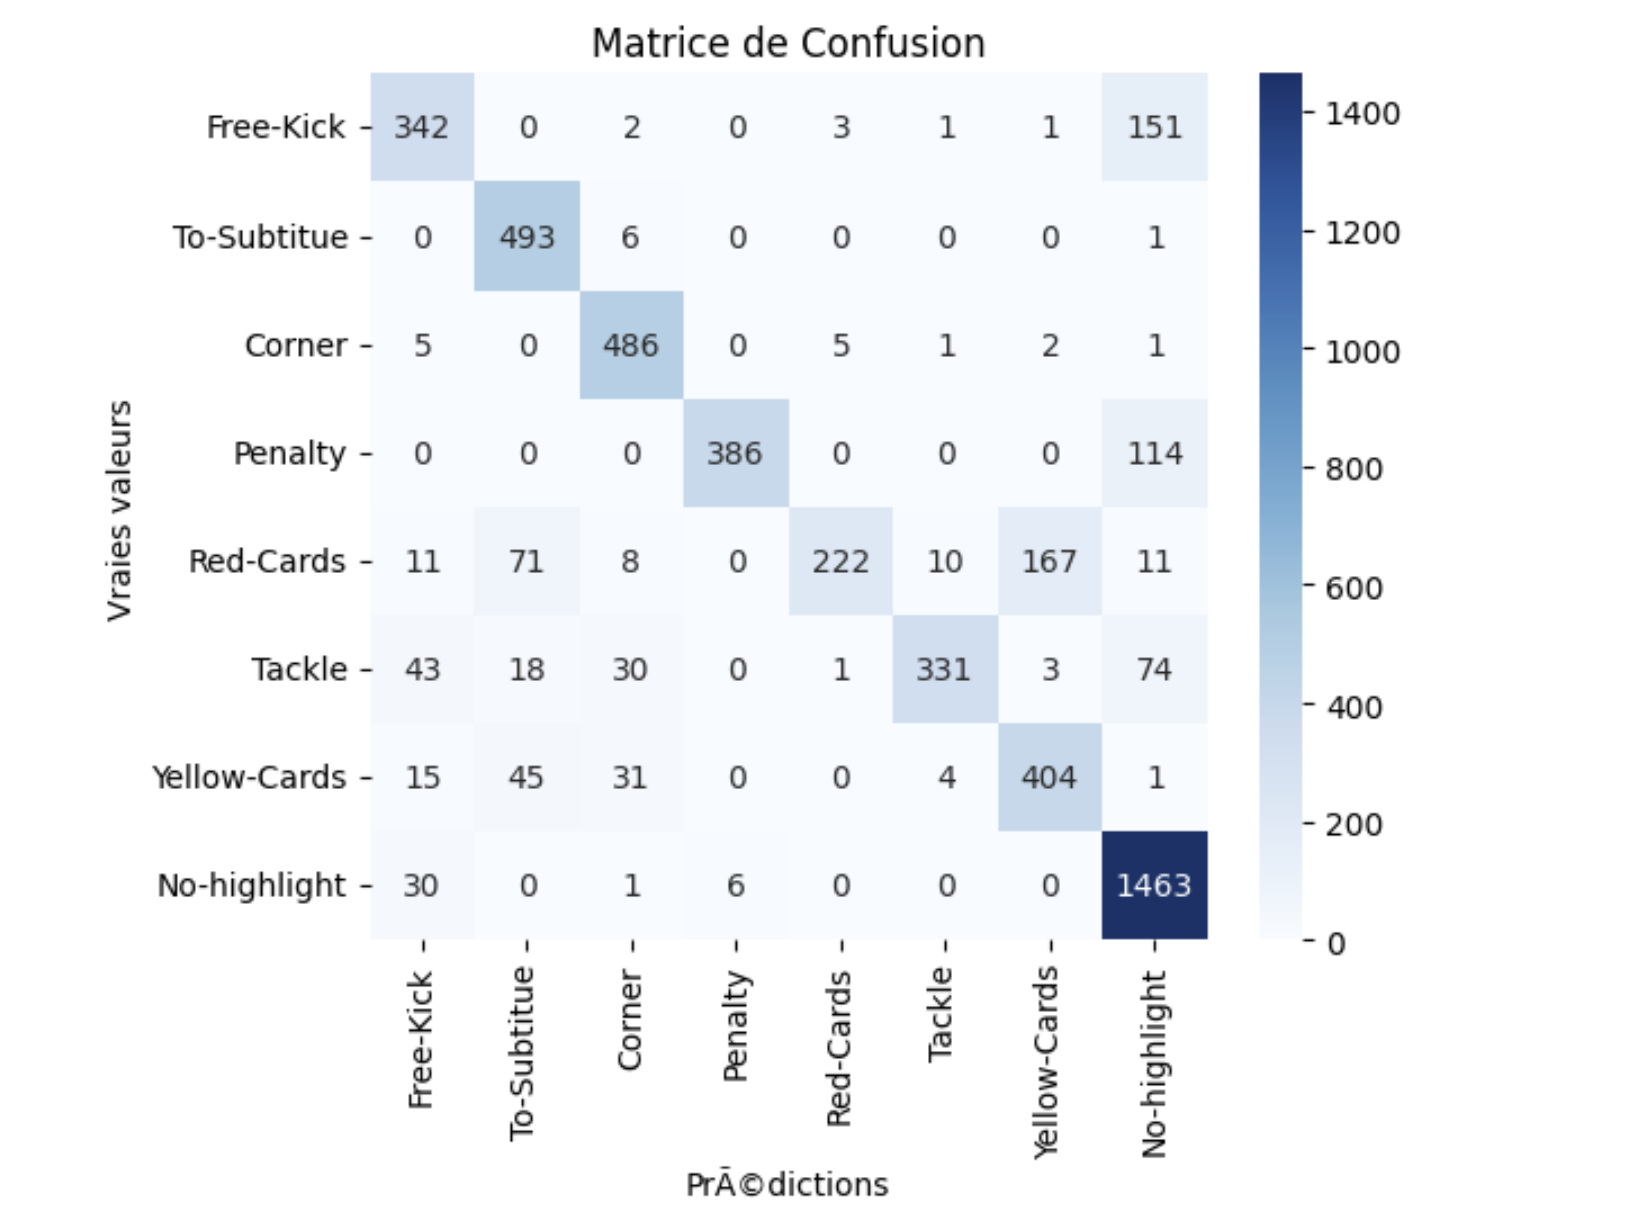 Matrice de Confusion
Vraies valeurs
Free-Kick 342 0 2 0 3 1 1 151
To-Subtitue 0 493 6 0 0 0 0 1
Corner 5 0 486 0 5 1 2 1
Penalty 0 0 0 386 0 0 0 114
Red-Cards 11 71 8 0 222 10 167 11
Tackle 43 18 30 0 1 331 3 74
Yellow-Cards 15 45 31 0 0 4 404 1
No-highlight 30 0 1 6 0 0 0 1463
Free-Kick To-Subtitue Corner Penalty Red-Cards Tackle Yellow-Cards No-highlight
PrÃ©dictions
1400
1200
1000
800
600
400
200
0